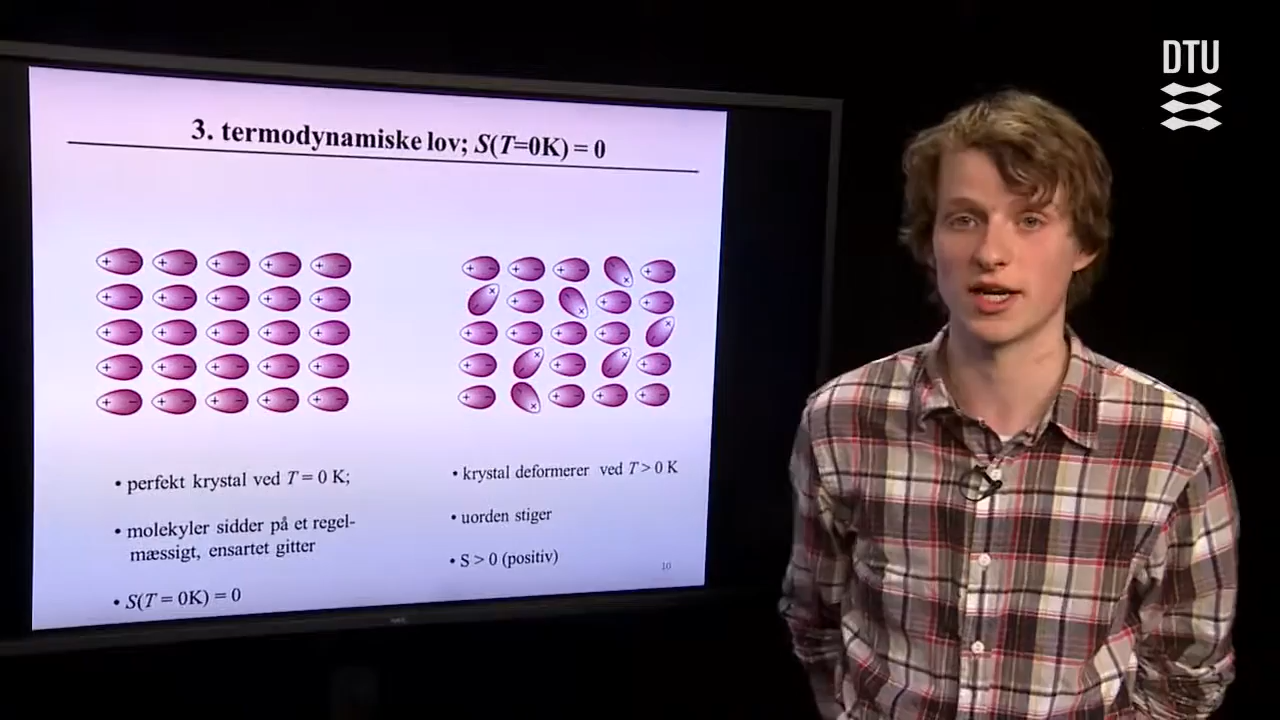 DTU
3. termodynamiske lov; S(T=0K) = 0
• perfekt krystal ved T = 0 K;
• molekyler sidder på et regel-
mæssigt, ensartet gitter
• S(T = 0K) = 0
• krystal deformerer ved T > 0 K
• uorden stiger
• S > 0 (positiv)
10